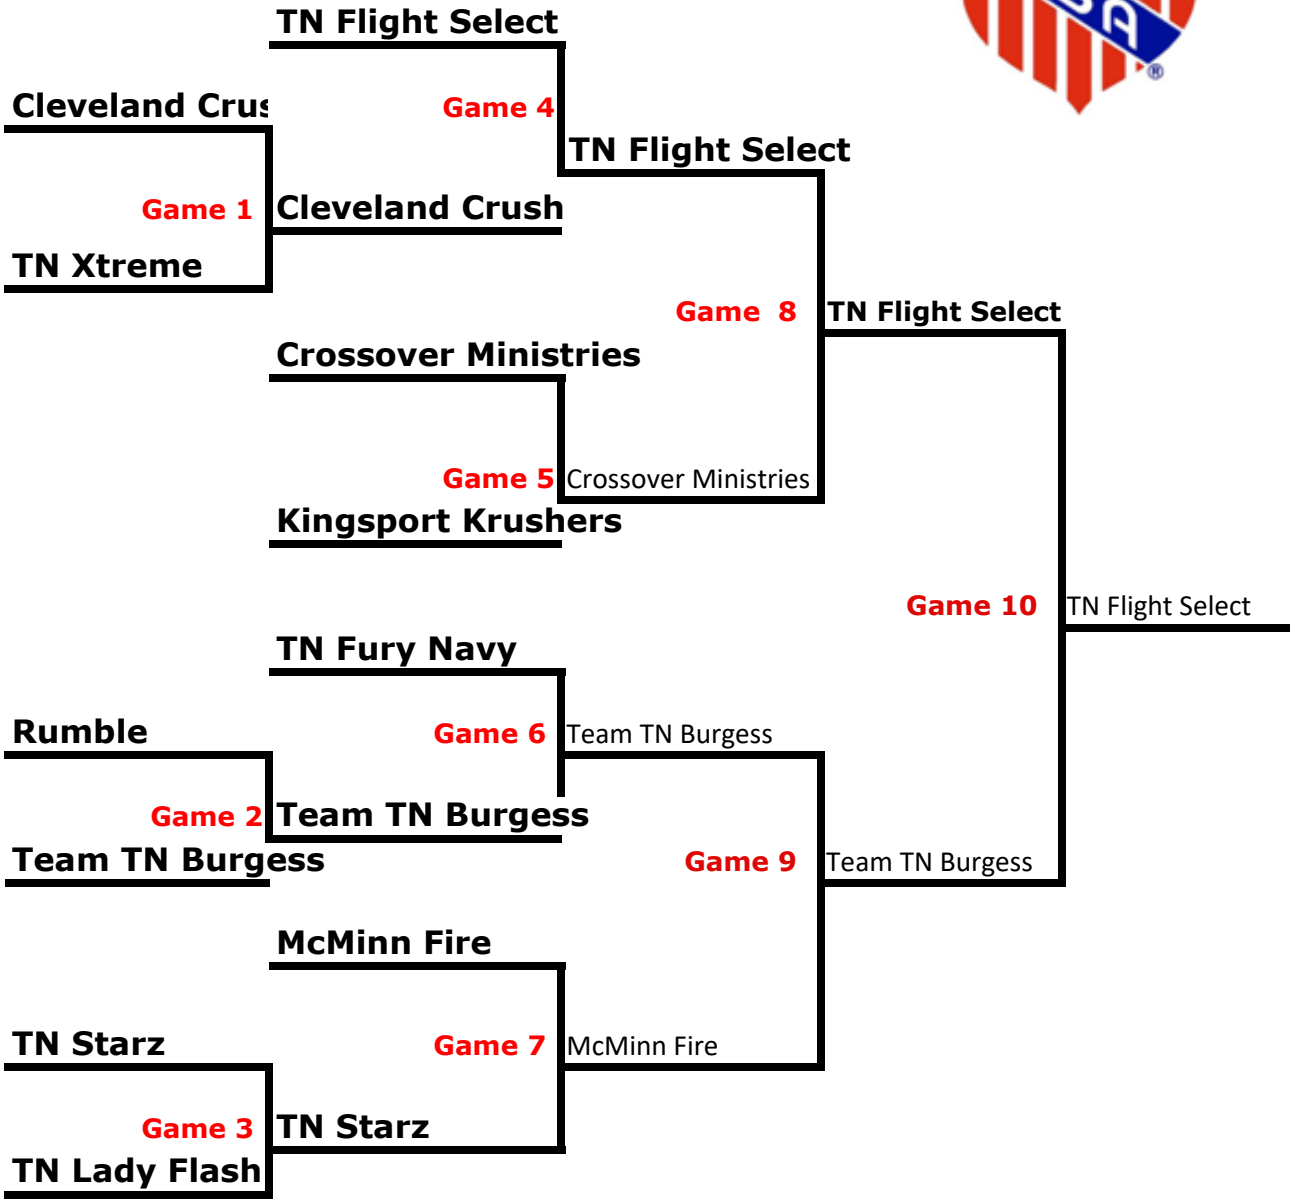 TN Flight Select
Cleveland Crus
Game 4
TN Flight Select
Game 1
Cleveland Crush
TN Xtreme
Game 8
TN Flight Select
Crossover Ministries
Game 5
Crossover Ministries
Kingsport Krushers
Game 10
TN Flight Select
TN Fury Navy
Rumble
Game 6
Team TN Burgess
Game 2
Team TN Burgess
Team TN Burgess
Game 9
Team TN Burgess
McMinn Fire
TN Starz
Game 7
McMinn Fire
Game 3
TN Starz
TN Lady Flash